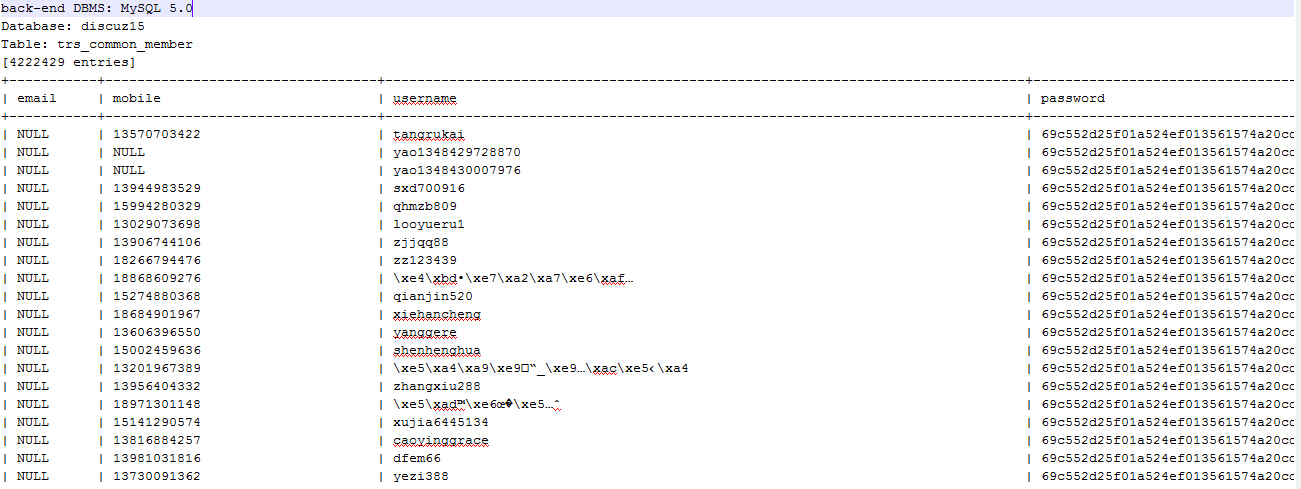 back-end DBMS: MySQL 5.0
Database: discuz15
Table: trs_common_member
[4222429 entries]
| email | mobile | username | password
| NULL | 13570703422 | tangrukai | 69c552d25f01a524ef013561574a20cc
| NULL | NULL | yao1348429728870 | 69c552d25f01a524ef013561574a20cc
| NULL | NULL | yao1348430007976 | 69c552d25f01a524ef013561574a20cc
| NULL | 13944983529 | sxd700916 | 69c552d25f01a524ef013561574a20cc
| NULL | 15994280329 | qhmzb809 | 69c552d25f01a524ef013561574a20cc
| NULL | 13029073698 | looyueru1 | 69c552d25f01a524ef013561574a20cc
| NULL | 13906744106 | zjjqq88 | 69c552d25f01a524ef013561574a20cc
| NULL | 18266794476 | zz123439 | 69c552d25f01a524ef013561574a20cc
| NULL | 18868609276 | \xe4\xbd•\xe7\xa2\xa7\xe6\xaf… | 69c552d25f01a524ef013561574a20cc
| NULL | 15274880368 | qianjin520 | 69c552d25f01a524ef013561574a20cc
| NULL | 18684901967 | xiehancheng | 69c552d25f01a524ef013561574a20cc
| NULL | 13606396550 | yanggere | 69c552d25f01a524ef013561574a20cc
| NULL | 15002459636 | shenhenghua | 69c552d25f01a524ef013561574a20cc
| NULL | 13201967389 | \xe5\xa4\xa9\xe9“_\xe9…\xac\xe5‹\xa4 | 69c552d25f01a524ef013561574a20cc
| NULL | 13956404332 | zhangxiu288 | 69c552d25f01a524ef013561574a20cc
| NULL | 18971301148 | \xe5\xad™\xe6œ�\xe5…ˆ | 69c552d25f01a524ef013561574a20cc
| NULL | 15141290574 | xujia6445134 | 69c552d25f01a524ef013561574a20cc
| NULL | 13816884257 | caoyinggrace | 69c552d25f01a524ef013561574a20cc
| NULL | 13981031816 | dfem66 | 69c552d25f01a524ef013561574a20cc
| NULL | 13730091362 | yezi388 | 69c552d25f01a524ef013561574a20cc